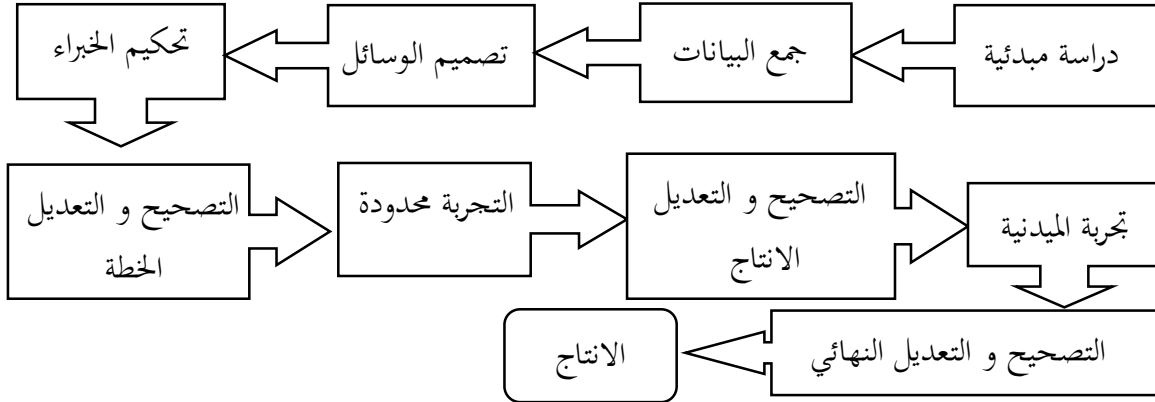 دراسة مبدئية
جمع البيانات
تصميم الوسائل
تحكيم الخبراء
التصحيح و التعديل
الخطة
التجربة محدودة
التصحيح و التعديل
الانتاج
تجربة الميدنية
التصحيح و التعديل النهائي
الانتاج